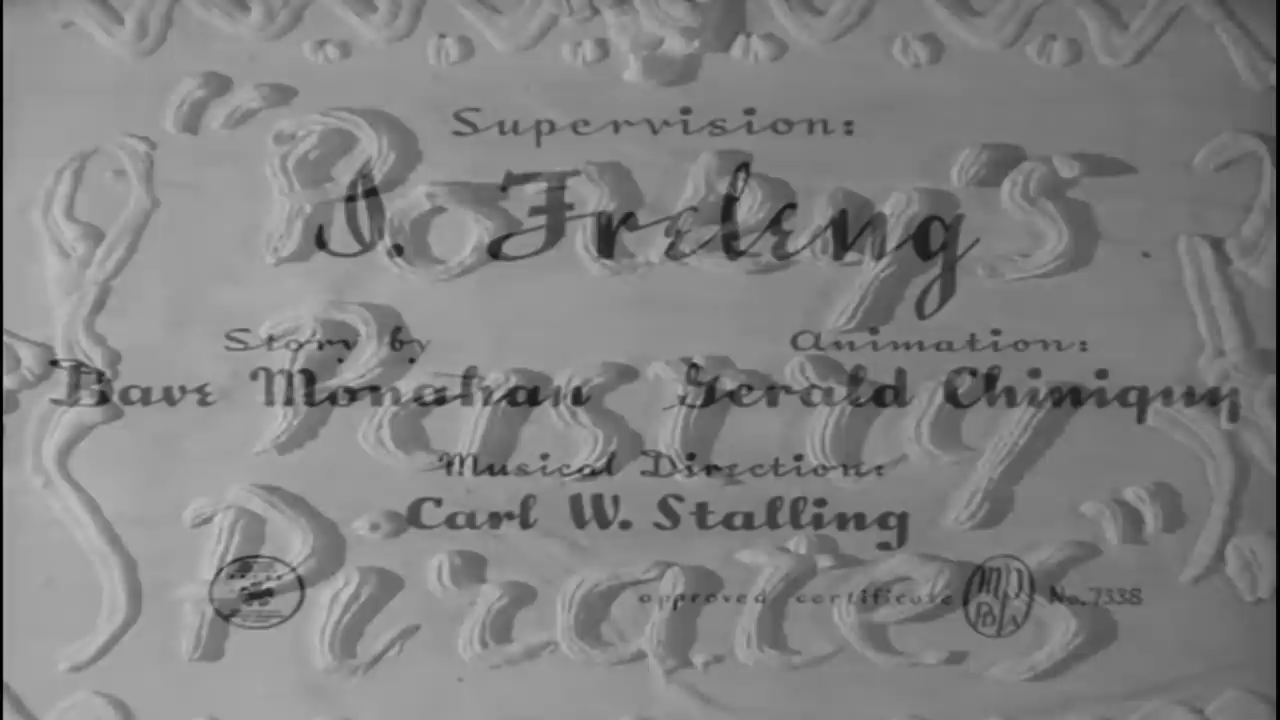 "Porky's
Pastry
Pirates"
Supervision:
I. Freleng
Story by
Dave Monahan
Animation:
Gerald Chiniquy
Musical Direction:
Carl W. Stalling
approved certificate No. 7338